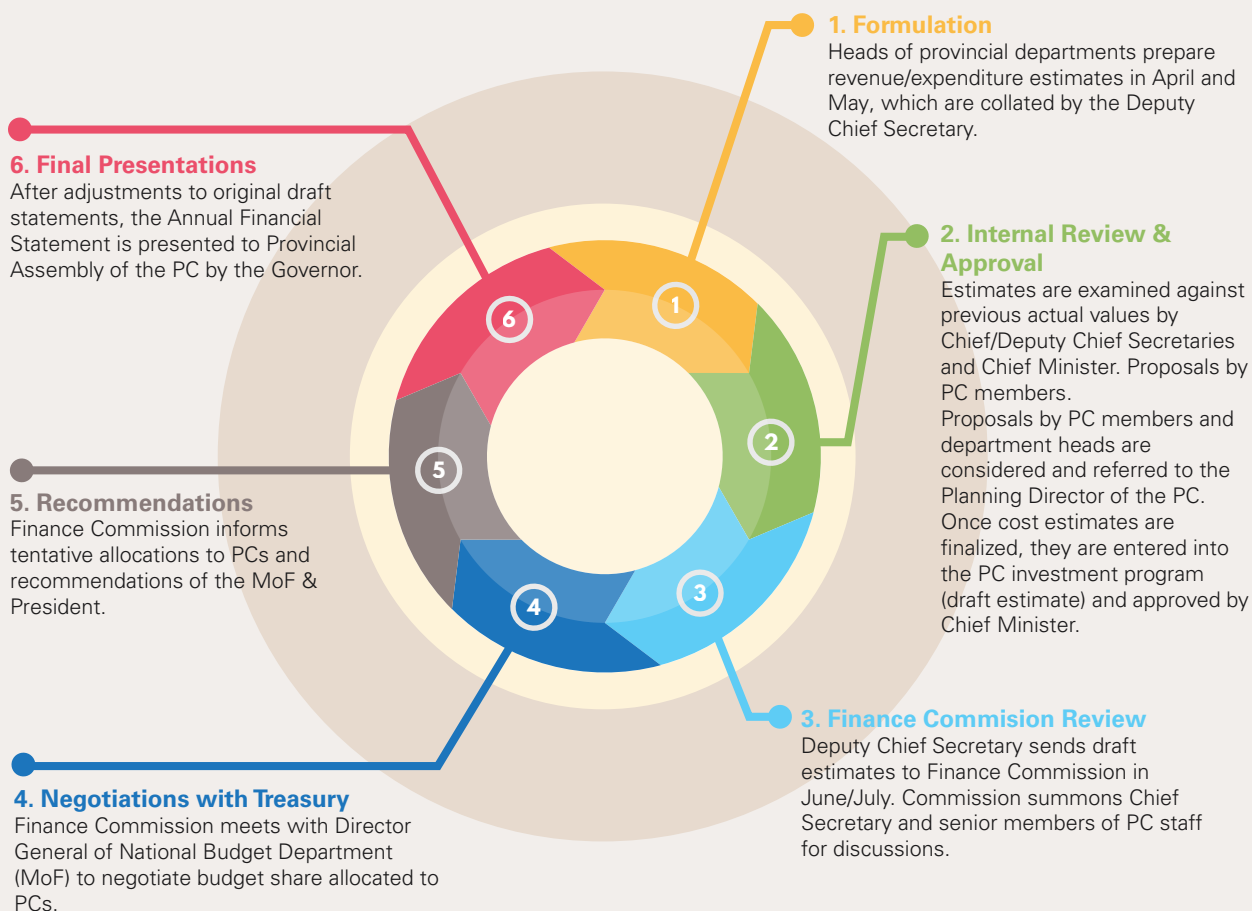 1. Formulation
Heads of provincial departments prepare
revenue/expenditure estimates in April and
May, which are collated by the Deputy
Chief Secretary.
2. Internal Review &
Approval
Estimates are examined against
previous actual values by
Chief/Deputy Chief Secretaries
and Chief Minister. Proposals by
PC members.
Proposals by PC members and
department heads are
considered and referred to the
Planning Director of the PC.
Once cost estimates are
finalized, they are entered into
the PC investment program
(draft estimate) and approved by
Chief Minister.
3. Finance Commision Review
Deputy Chief Secretary sends draft
estimates to Finance Commission in
June/July. Commission summons Chief
Secretary and senior members of PC staff
for discussions.
4. Negotiations with Treasury
Finance Commission meets with Director
General of National Budget Department
(MoF) to negotiate budget share allocated to
PCs.
5. Recommendations
Finance Commission informs
tentative allocations to PCs and
recommendations of the MoF &
President.
6. Final Presentations
After adjustments to original draft
statements, the Annual Financial
Statement is presented to Provincial
Assembly of the PC by the Governor.
1
2
3
4
5
6